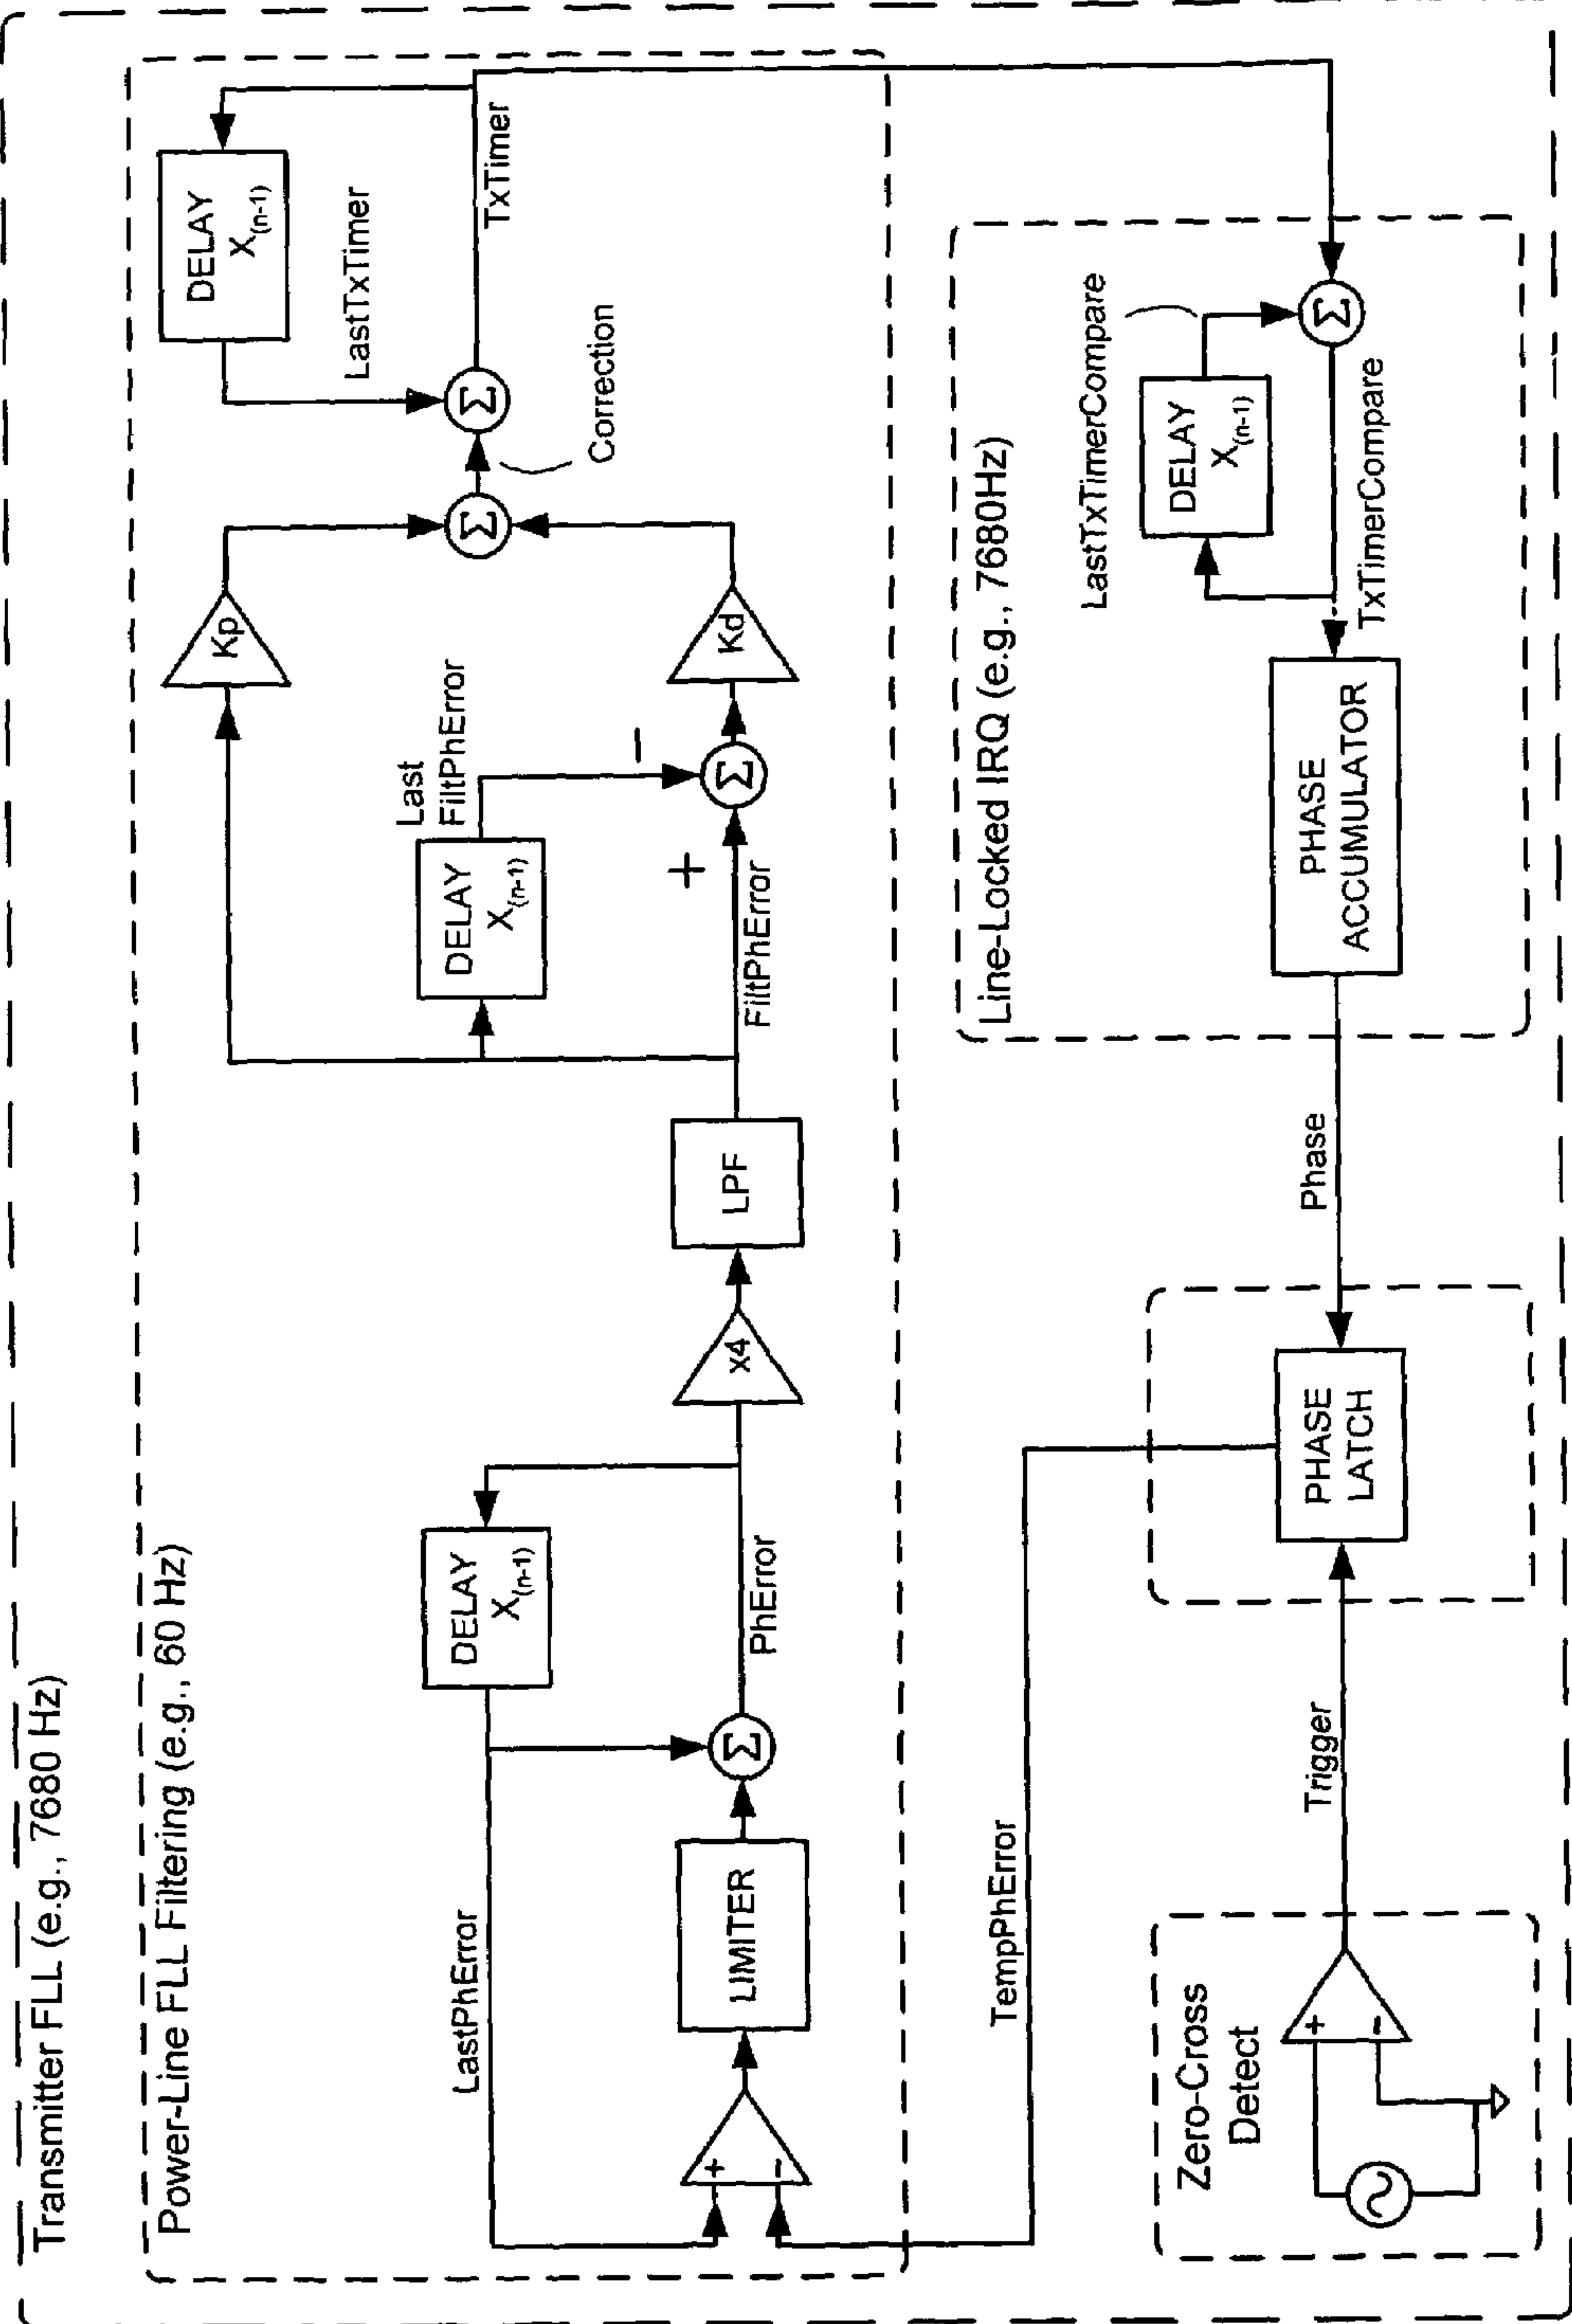 Transmitter FLL (e.g., 7680 Hz)
Power-Line FLL Filtering (e.g., 60 Hz)
LastPhError
+
-
LIMITER
Σ
DELAY
X(n-1)
PhError
x4
LPF
DELAY
X(n-1)
Last
FiltPhError
FiltPhError
+
-
Σ
Kp
Kd
Σ
Correction
Σ
LastTxTimer
DELAY
X(n-1)
TxTimer
TempPhError
Zero-Cross
Detect
+
-
Trigger
PHASE
LATCH
Phase
Line-Locked IRQ (e.g., 7680Hz)
PHASE
ACCUMULATOR
LastTxTimerCompare
DELAY
X(n-1)
TxTimerCompare
Σ